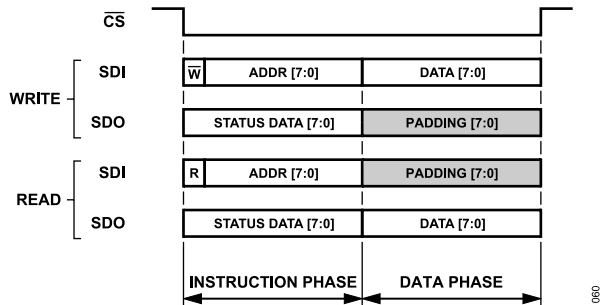 CS
SDI W ADDR [7:0] DATA [7:0]
WRITE
SDO STATUS DATA [7:0] PADDING [7:0]
SDI R ADDR [7:0] PADDING [7:0]
READ
SDO STATUS DATA [7:0] DATA [7:0]
INSTRUCTION PHASE DATA PHASE
060